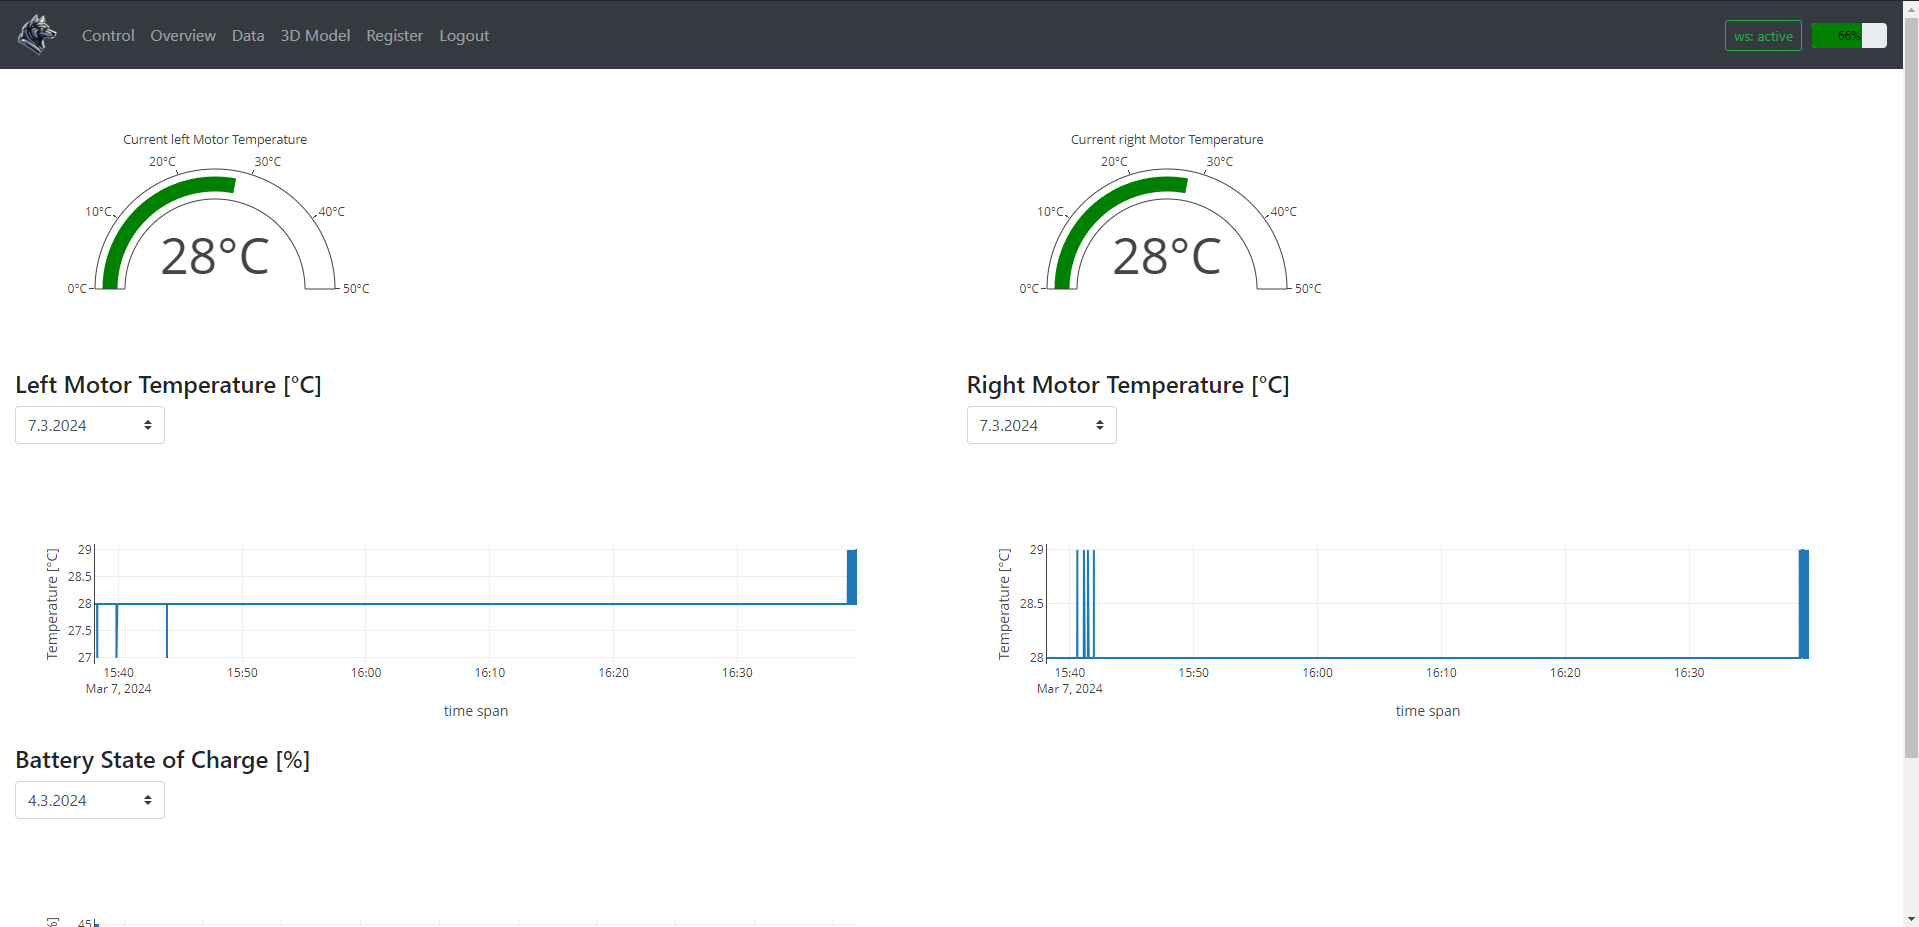 Control Overview Data 3D Model Register Logout ws: active 66%
Current left Motor Temperature
20°C 30°C
10°C 40°C
28°C
0°C 50°C
Current right Motor Temperature
20°C 30°C
10°C 40°C
28°C
0°C 50°C
Left Motor Temperature [°C]
7.3.2024
Right Motor Temperature [°C]
7.3.2024
Temperature [°C]
29
28.5
28
27.5
27
15:40 15:50 16:00 16:10 16:20 16:30
Mar 7, 2024
time span
Temperature [°C]
29
28.5
28
15:40 15:50 16:00 16:10 16:20 16:30
Mar 7, 2024
time span
Battery State of Charge [%]
4.3.2024
%]
45